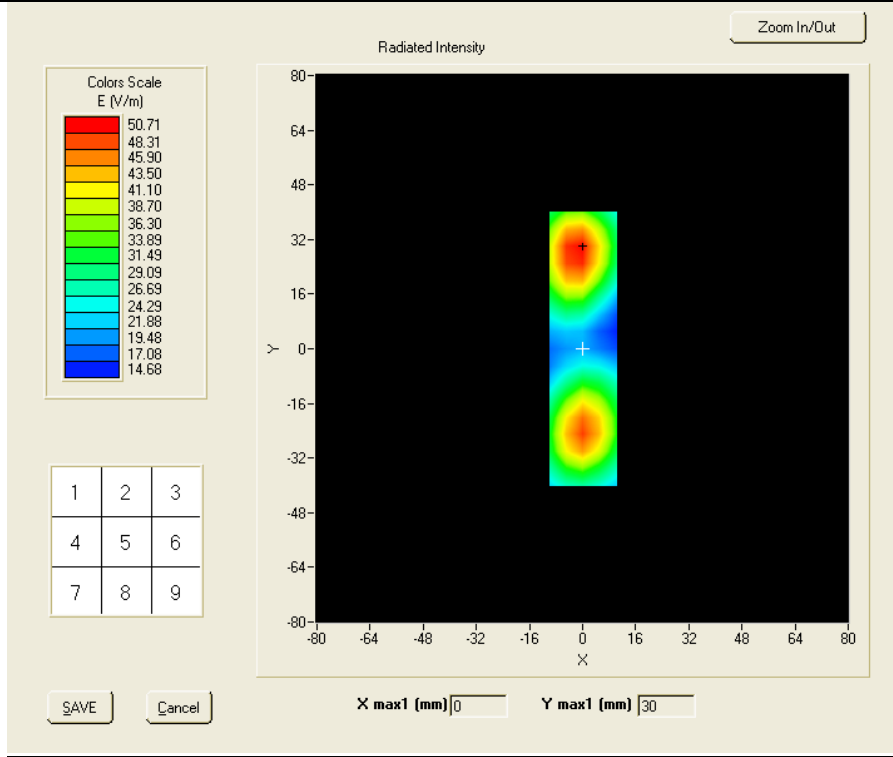 Zoom In/Out
Radiated Intensity
Colors Scale
E (V/m)
50.71
48.31
45.90
43.50
41.10
38.70
36.30
33.89
31.49
29.09
26.69
24.29
21.88
19.48
17.08
14.68
80
64
48
32
16
0
-16
-32
-48
-64
-80
Y
-80 -64 -48 -32 -16 0 16 32 48 64 80
X
1 2 3
4 5 6
7 8 9
SAVE Cancel
X max1 (mm) 0 Y max1 (mm) 30